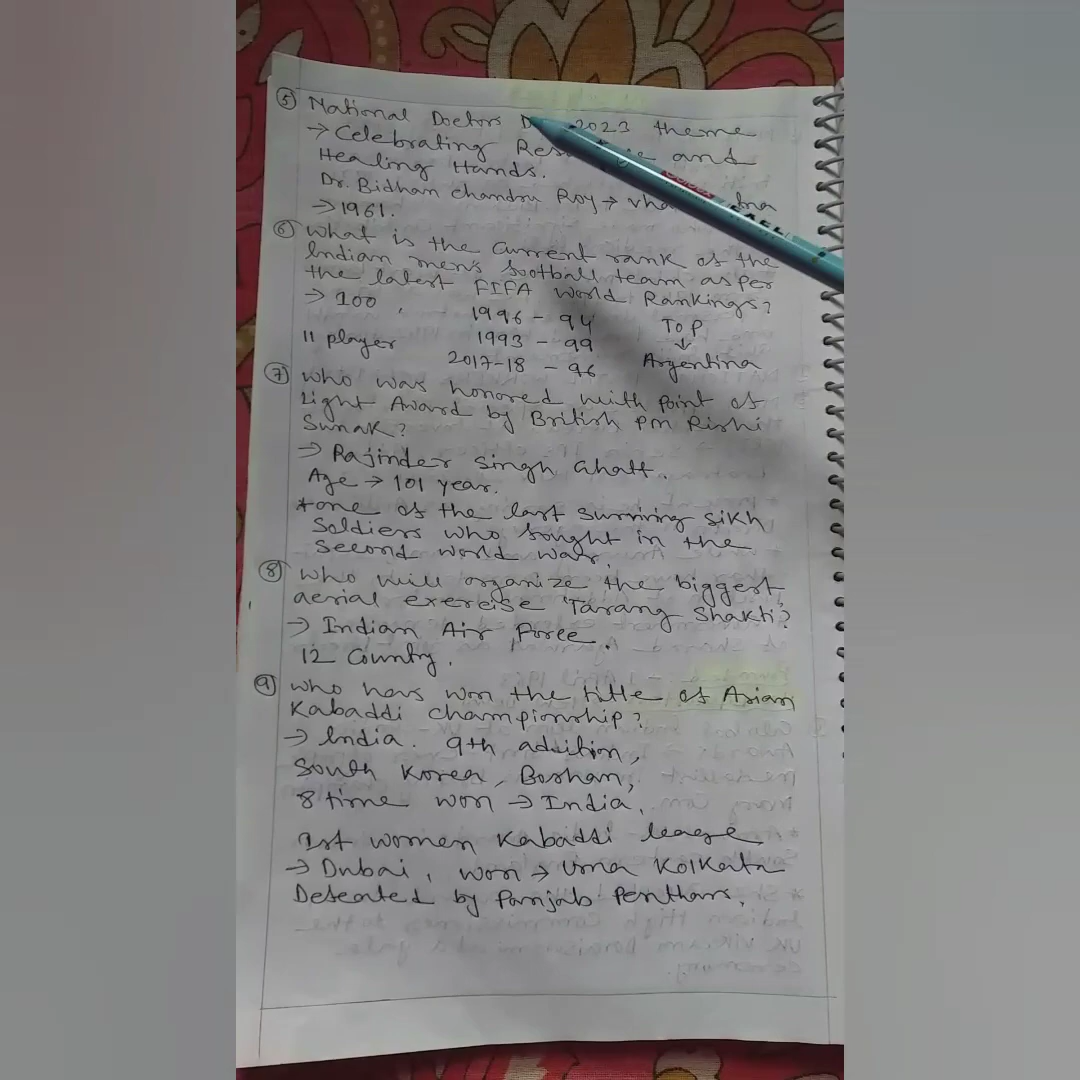 5 National Doctors 2023 theme
→ Celebrating and
Healing Hands.
Dr. Bidhan Chandra Roy →
→ 1961.
6 What is the current rank of the
Indian men's football team as per
the latest FIFA World Rankings?
→ 100 1996 - 94 Top
↓
11 player 1993 - 99 Argentina
2017-18 - 96
7 Who was honored with Point of
Light Award by British PM Rishi
Sunak?
→ Rajinder Singh Dhatt.
Age → 101 year.
* one of the last surviving Sikh
Soldiers who fought in the
Second World War.
8 Who will organize the biggest
aerial exercise 'Tarang Shakti'?
→ Indian Air Force.
12 Country.
9 Who has won the title of Asian
Kabaddi championship?
→ India. 9th addition,
South Korea, Boshan,
8 time won → India.
1st women Kabaddi league
→ Dubai, won → Uma Kolkata
Defeated by Panjab Penthars.